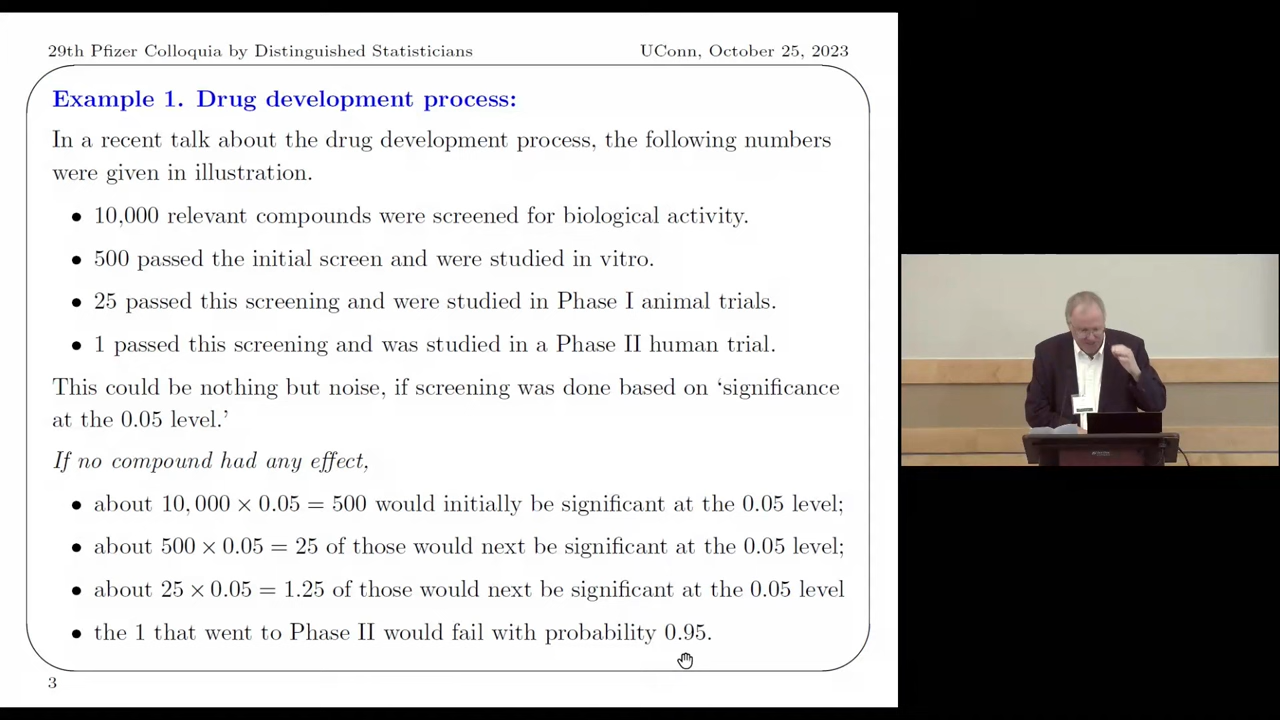 29th Pfizer Colloquia by Distinguished Statisticians UConn, October 25, 2023
Example 1. Drug development process:
In a recent talk about the drug development process, the following numbers
were given in illustration.
• 10,000 relevant compounds were screened for biological activity.
• 500 passed the initial screen and were studied in vitro.
• 25 passed this screening and were studied in Phase I animal trials.
• 1 passed this screening and was studied in a Phase II human trial.
This could be nothing but noise, if screening was done based on ‘significance
at the 0.05 level.’
If no compound had any effect,
• about 10, 000 × 0.05 = 500 would initially be significant at the 0.05 level;
• about 500 × 0.05 = 25 of those would next be significant at the 0.05 level;
• about 25 × 0.05 = 1.25 of those would next be significant at the 0.05 level
• the 1 that went to Phase II would fail with probability 0.95.
3